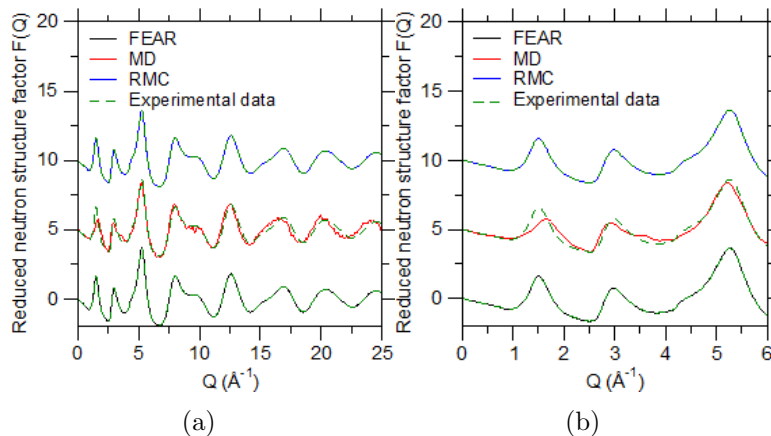 Reduced neutron structure factor F(Q)
20
15
10
5
0
FEAR
MD
RMC
Experimental data
0 5 10 15 20 25
Q (Å⁻¹)
(a)
Reduced neutron structure factor F(Q)
20
15
10
5
0
FEAR
MD
RMC
Experimental data
0 1 2 3 4 5 6
Q (Å⁻¹)
(b)